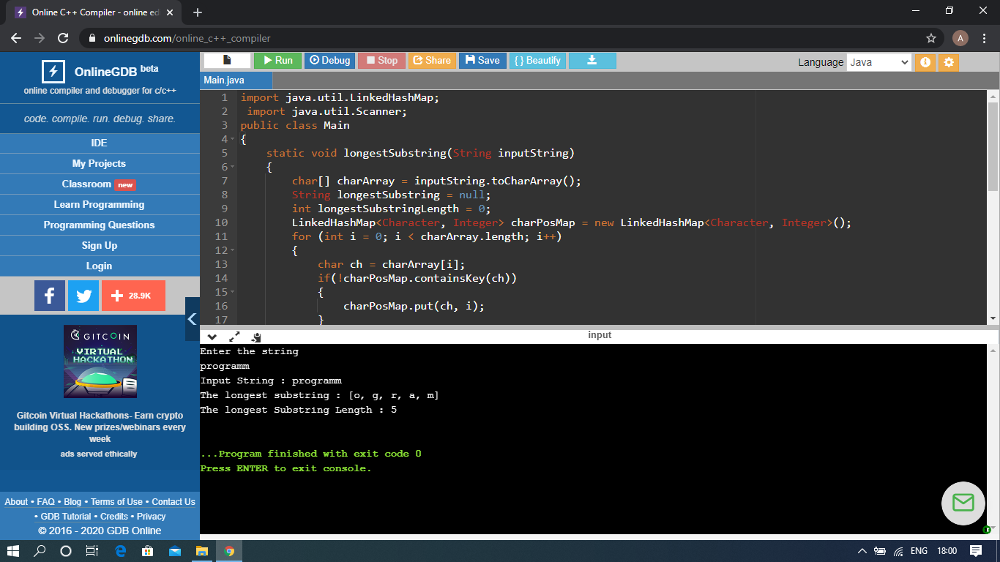 Online C++ Compiler - online ed
onlinegdb.com/online_c++_compiler
A
OnlineGDB beta
online compiler and debugger for c/c++
code. compile. run. debug. share.
IDE
My Projects
Classroom new
Learn Programming
Programming Questions
Sign Up
Login
28.9K
GITCOIN
VIRTUAL
HACKATHON
Gitcoin Virtual Hackathons- Earn crypto
building OSS. New prizes/webinars every
week
ads served ethically
About • FAQ • Blog • Terms of Use • Contact Us
• GDB Tutorial • Credits • Privacy
© 2016 - 2020 GDB Online
Run Debug Stop Share Save { } Beautify
Language Java
Main.java
1 import java.util.LinkedHashMap;
2  import java.util.Scanner;
3 public class Main
4 {
5     static void longestSubstring(String inputString)
6     {
7         char[] charArray = inputString.toCharArray();
8         String longestSubstring = null;
9         int longestSubstringLength = 0;
10         LinkedHashMap<Character, Integer> charPosMap = new LinkedHashMap<Character, Integer>();
11         for (int i = 0; i < charArray.length; i++)
12         {
13             char ch = charArray[i];
14             if(!charPosMap.containsKey(ch))
15             {
16                 charPosMap.put(ch, i);
17             }
input
Enter the string
programm
Input String : programm
The longest substring : [o, g, r, a, m]
The longest Substring Length : 5
...Program finished with exit code 0
Press ENTER to exit console.
ENG 18:00